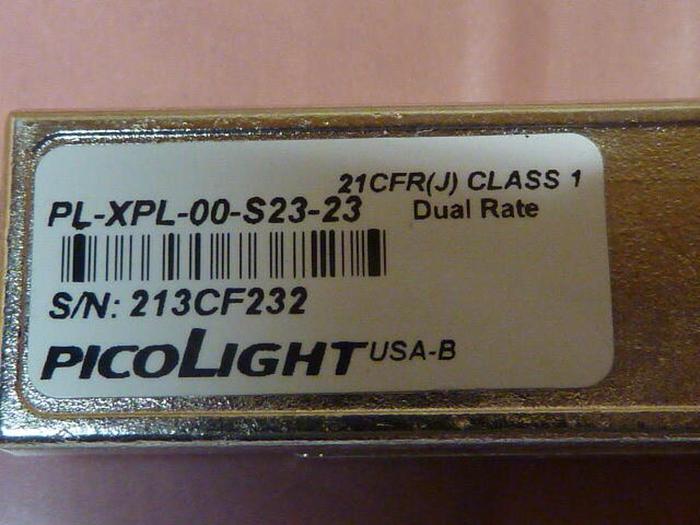 21CFR(J) CLASS 1
PL-XPL-00-S23-23 Dual Rate
S/N: 213CF232
PICOLIGHT USA-B